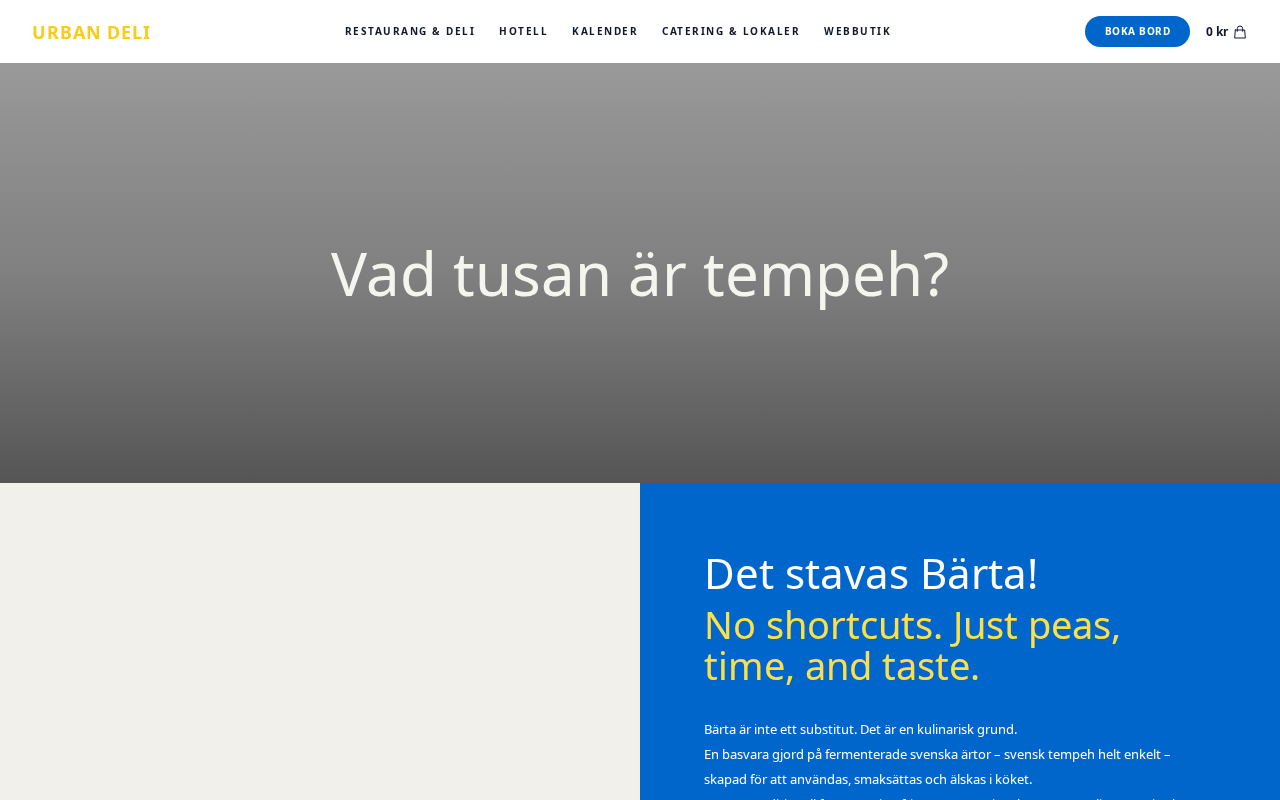 URBAN DELI
RESTAURANG & DELI
HOTELL
KALENDER
CATERING & LOKALER
WEBBUTIK
BOKA BORD
0 kr
Vad tusan är tempeh?
Det stavas Bärta!
No shortcuts. Just peas,
time, and taste.
Bärta är inte ett substitut. Det är en kulinarisk grund.
En basvara gjord på fermenterade svenska ärtor – svensk tempeh helt enkelt –
skapad för att användas, smaksättas och älskas i köket.